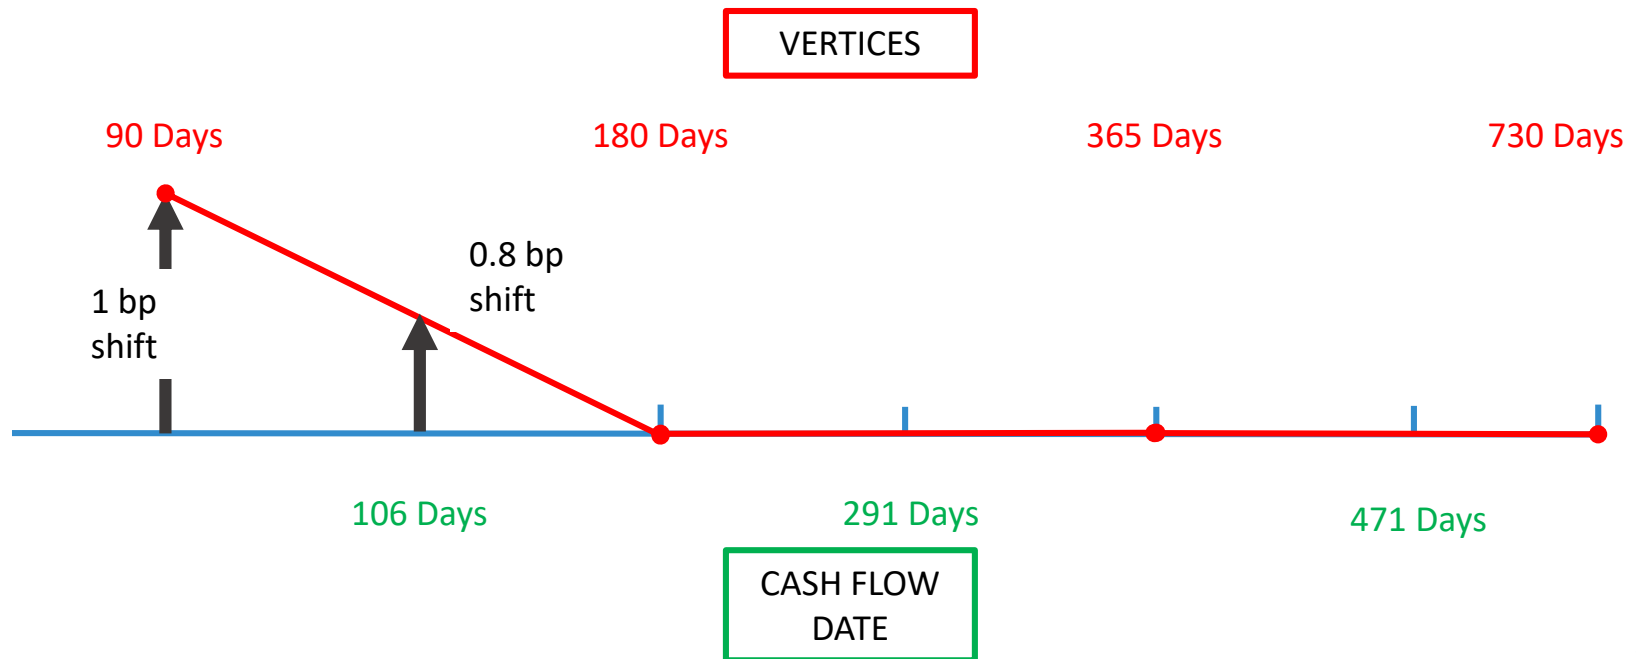 VERTICES
90 Days
180 Days
365 Days
730 Days
0.8 bp
shift
1 bp
shift
106 Days
291 Days
471 Days
CASH FLOW
DATE